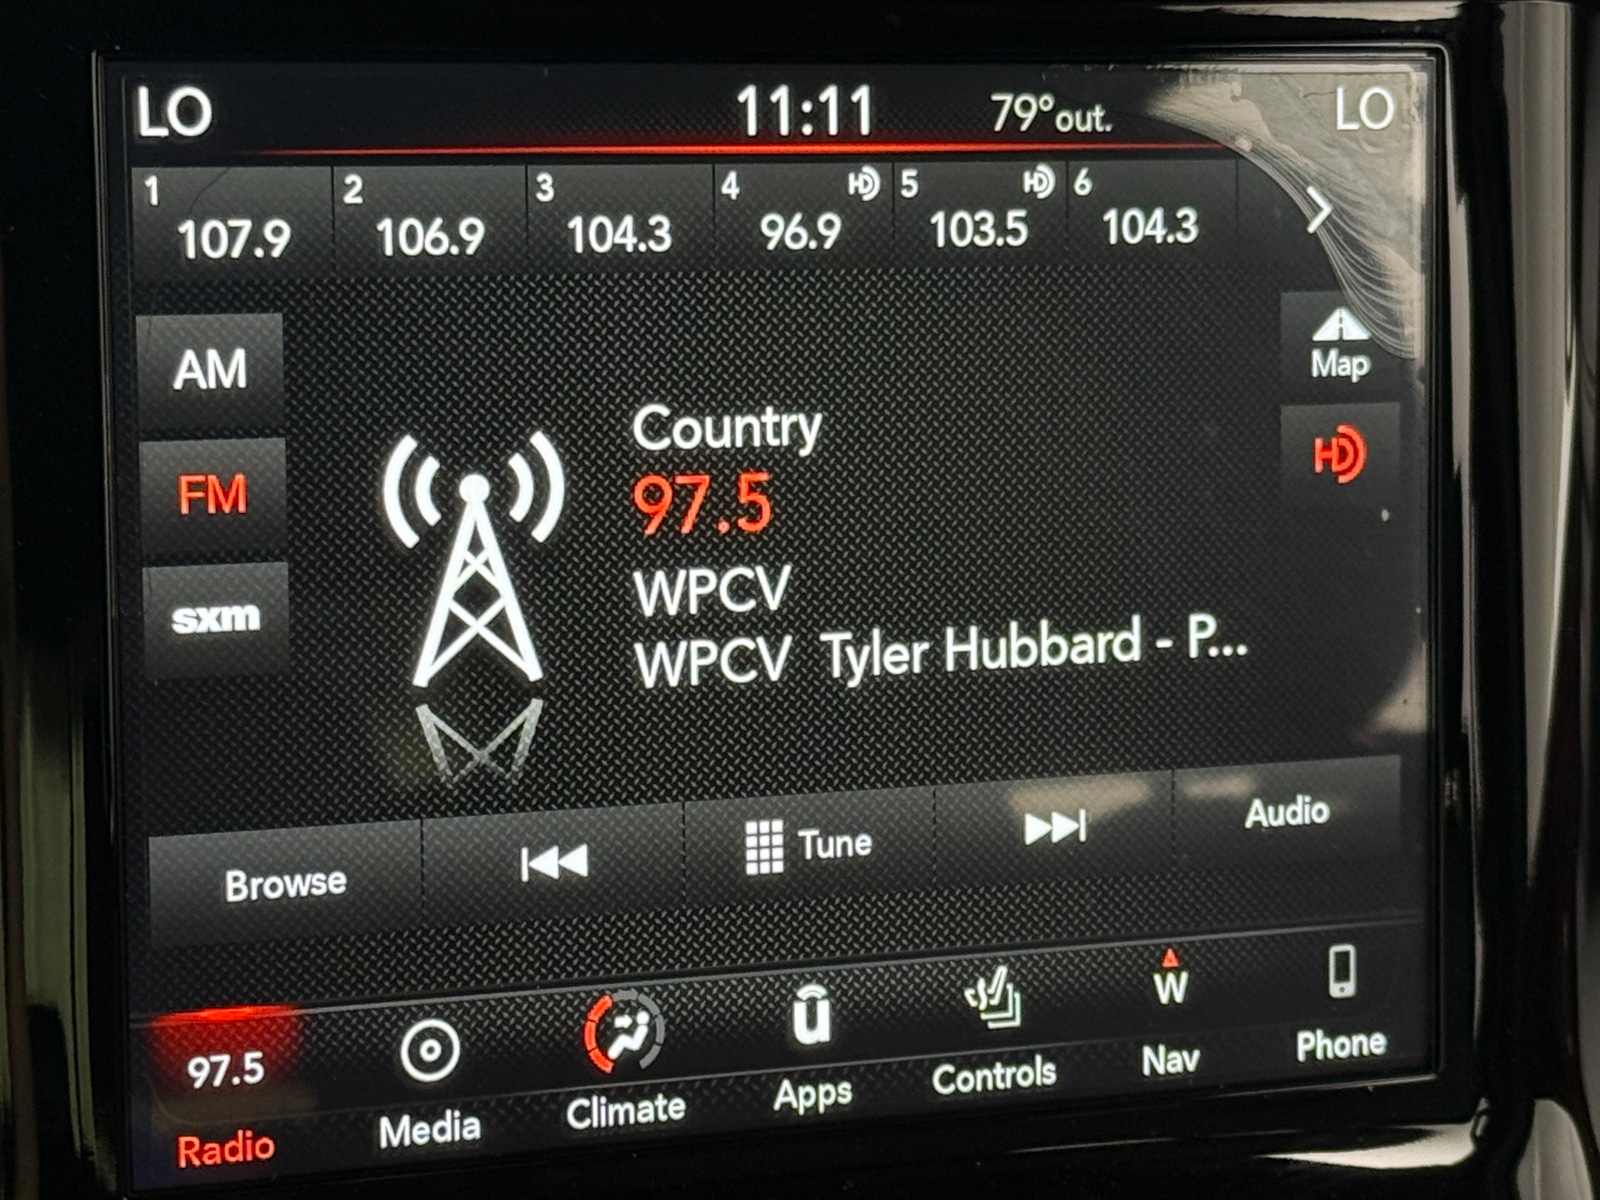 LO 11:11 79°out. LO
1 2 3 4 HD 5 HD 6
107.9 106.9 104.3 96.9 103.5 104.3
AM
Map
Country
HD
FM
97.5
WPCV
sxm
WPCV Tyler Hubbard - P...
Browse Tune Audio
97.5 W
Radio Media Climate Apps Controls Nav Phone